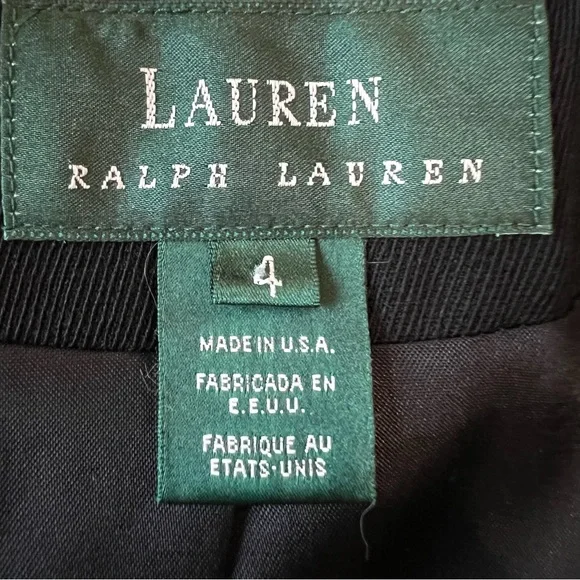 LAUREN
RALPH LAUREN
4
MADE IN U.S.A.
FABRICADA EN
E.E.U.U.
FABRIQUE AU
ETATS-UNIS